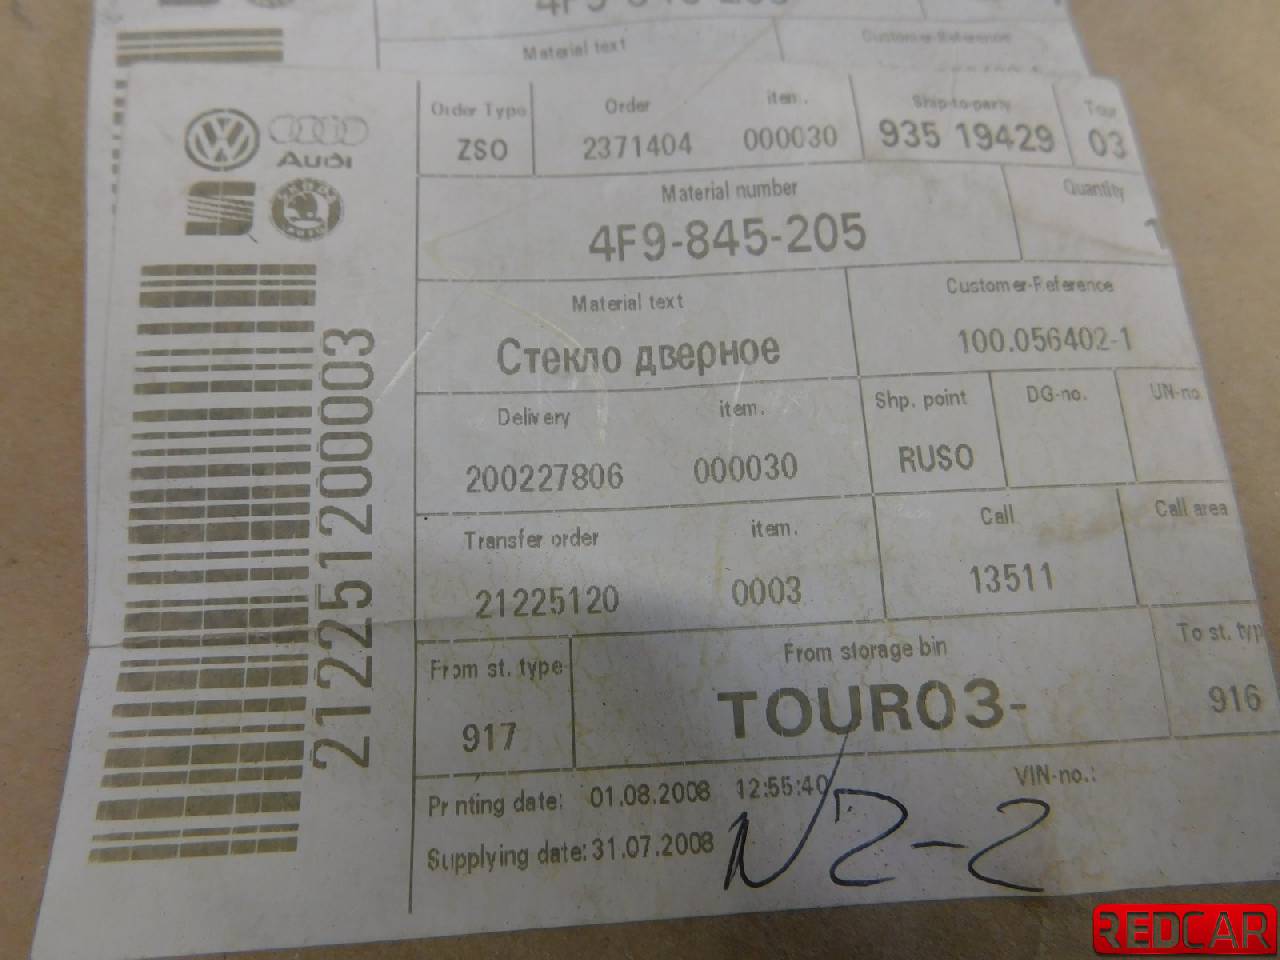 Material text
Customer-Reference
Audi
Order Type
Order
item.
Ship-to-party
Tour
ZSO
2371404
000030
935 19429
03
Material number
Quantity
4F9-845-205
1
Material text
Customer-Reference
Стекло дверное
100.056402-1
Delivery
item.
Shp. point
DG-no.
UN-no.
200227806
000030
RUSO
Transfer order
item.
Call
Call area
21225120
0003
13511
From st. type
From storage bin
To st. typ
917
TOUR03-
916
Printing date: 01.08.2008 12:55:40
VIN-no.:
Supplying date: 31.07.2008
212251200003
REDCAR